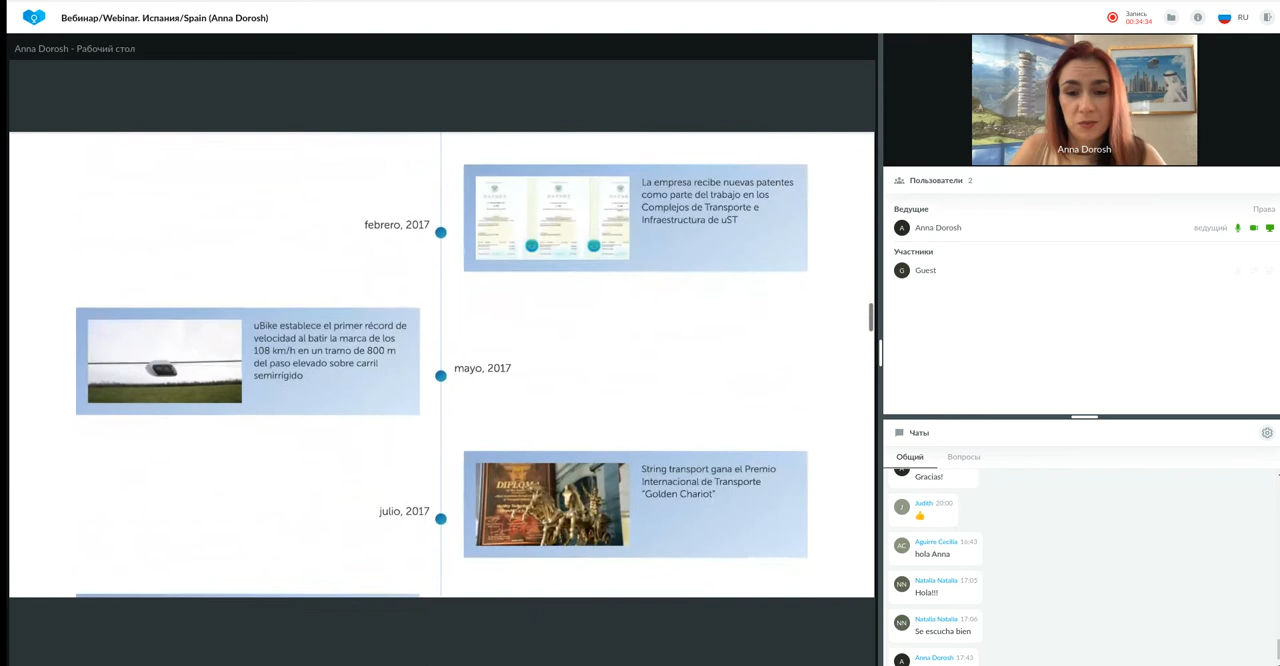 Вебинар/Webinar. Испания/Spain (Anna Dorosh)
Запись
00:34:34
RU
Anna Dorosh - Рабочий стол
febrero, 2017
La empresa recibe nuevas patentes
como parte del trabajo en los
Complejos de Transporte e
Infraestructura de uST
uBike establece el primer récord de
velocidad al batir la marca de los
108 km/h en un tramo de 800 m
del paso elevado sobre carril
semirrígido
mayo, 2017
julio, 2017
DIPLOM
String transport gana el Premio
Internacional de Transporte
"Golden Chariot"
Anna Dorosh
Пользователи 2
Ведущие Права
A Anna Dorosh ведущий
Участники
G Guest
Чаты
Общий Вопросы
Gracias!
J Judith 20:00
AC Aguirre Cecilia 16:43
hola Anna
NN Natalia Natalia 17:05
Hola!!!
NN Natalia Natalia 17:06
Se escucha bien
A Anna Dorosh 17:43